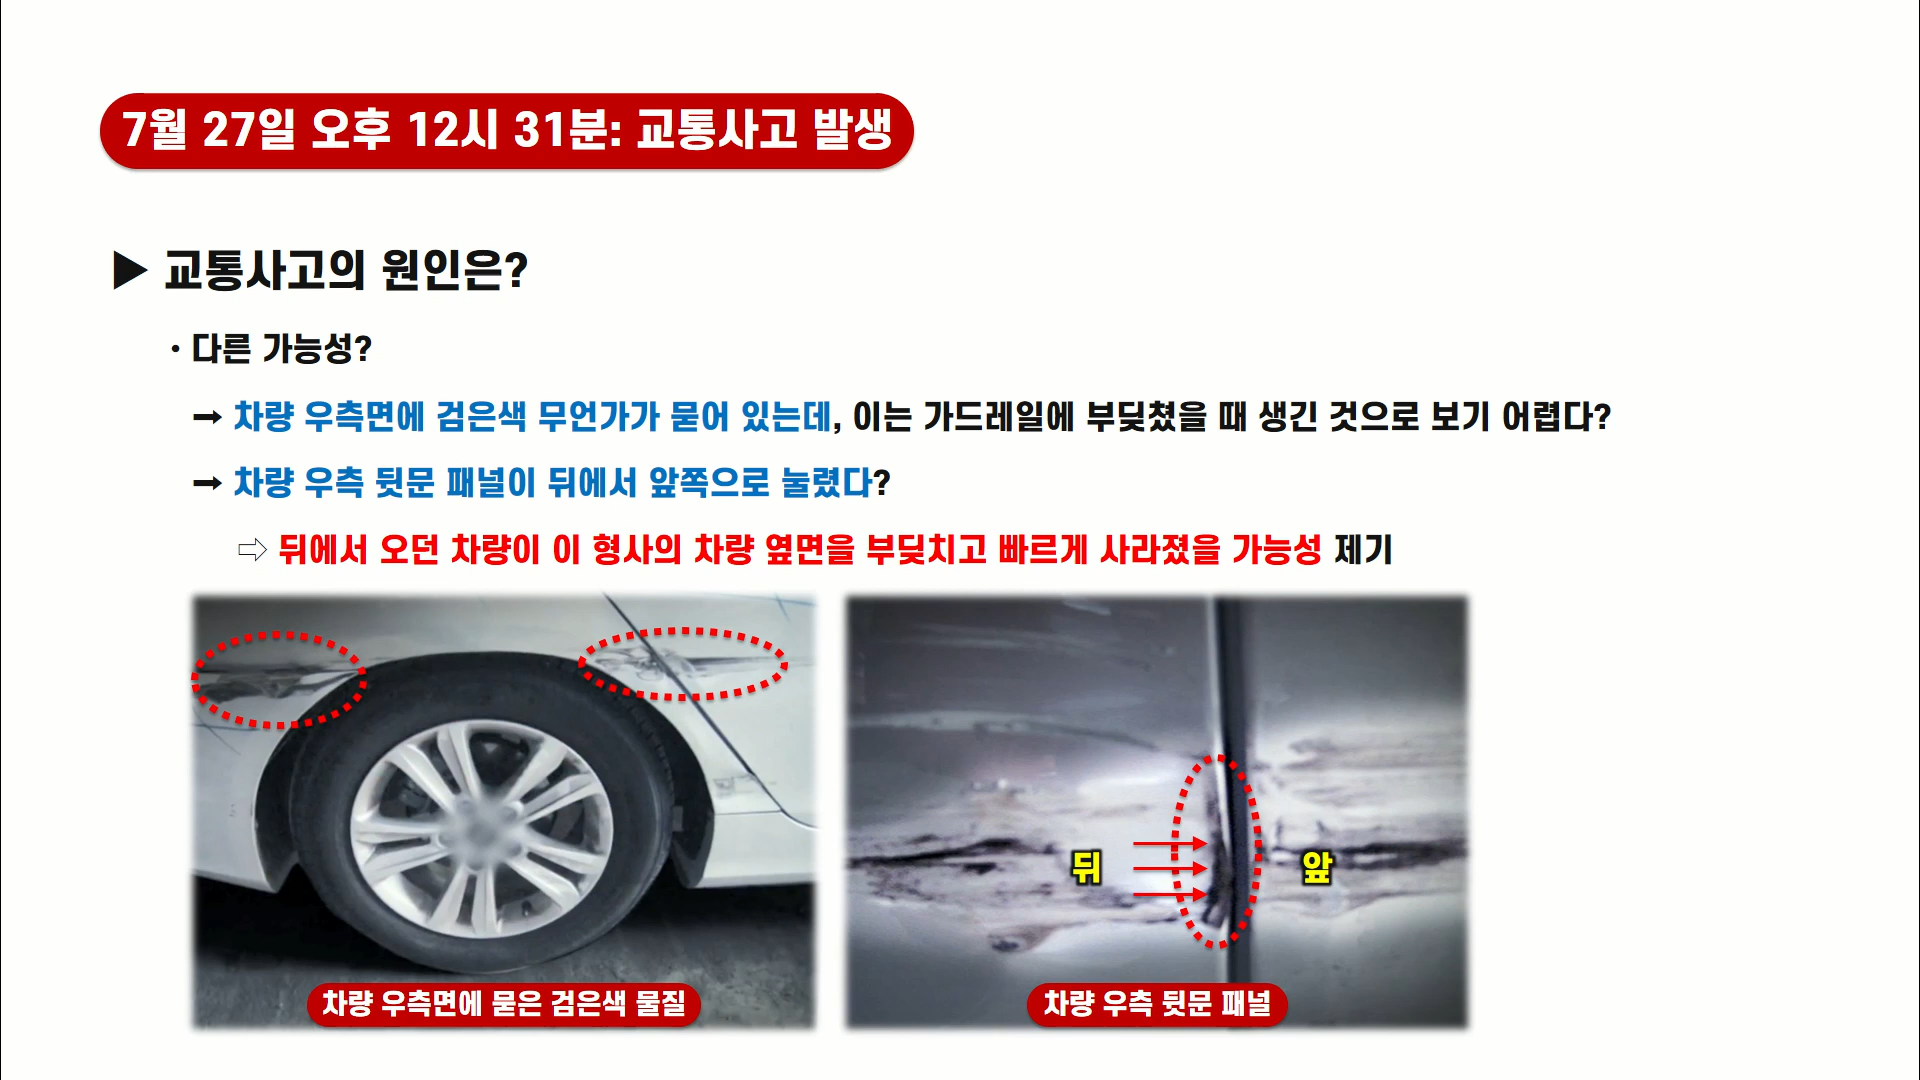 7월 27일 오후 12시 31분: 교통사고 발생
▶ 교통사고의 원인은?
· 다른 가능성?
➞ 차량 우측면에 검은색 무언가가 묻어 있는데, 이는 가드레일에 부딪쳤을 때 생긴 것으로 보기 어렵다?
➞ 차량 우측 뒷문 패널이 뒤에서 앞쪽으로 눌렸다?
⇨ 뒤에서 오던 차량이 이 형사의 차량 옆면을 부딪치고 빠르게 사라졌을 가능성 제기
뒤 앞
차량 우측면에 묻은 검은색 물질
차량 우측 뒷문 패널